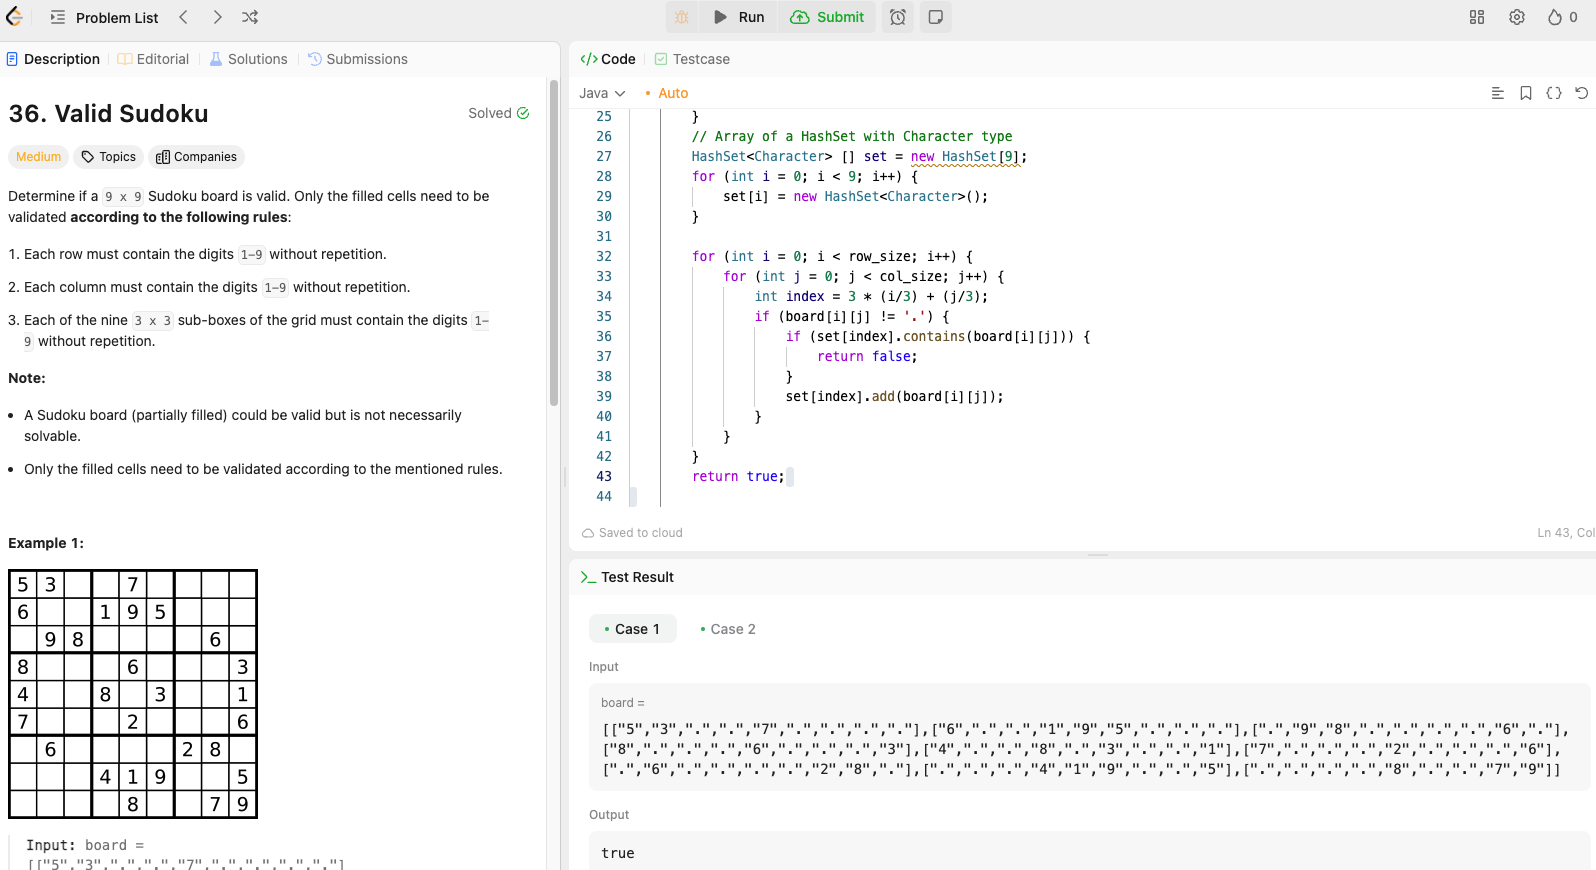 Problem List
Run
Submit
0
Description
Editorial
Solutions
Submissions
36. Valid Sudoku
Solved
Medium
Topics
Companies
Determine if a 9 x 9 Sudoku board is valid. Only the filled cells need to be
validated according to the following rules:
1. Each row must contain the digits 1-9 without repetition.
2. Each column must contain the digits 1-9 without repetition.
3. Each of the nine 3 x 3 sub-boxes of the grid must contain the digits 1-
9 without repetition.
Note:
• A Sudoku board (partially filled) could be valid but is not necessarily
solvable.
• Only the filled cells need to be validated according to the mentioned rules.
Example 1:
5 3 7
6 1 9 5
9 8 6
8 6 3
4 8 3 1
7 2 6
6 2 8
4 1 9 5
8 7 9
Input: board =
[["5","3",".",".","7",".",".",".","."]
</> Code
Testcase
Java
• Auto
25 }
26 // Array of a HashSet with Character type
27 HashSet<Character> [] set = new HashSet[9];
28 for (int i = 0; i < 9; i++) {
29 set[i] = new HashSet<Character>();
30 }
31
32 for (int i = 0; i < row_size; i++) {
33 for (int j = 0; j < col_size; j++) {
34 int index = 3 * (i/3) + (j/3);
35 if (board[i][j] != '.') {
36 if (set[index].contains(board[i][j])) {
37 return false;
38 }
39 set[index].add(board[i][j]);
40 }
41 }
42 }
43 return true;
44
Saved to cloud
Ln 43, Col
Test Result
• Case 1
• Case 2
Input
board =
[["5","3",".",".","7",".",".",".","."],["6",".",".","1","9","5",".",".","."],[".","9","8",".",".",".",".","6","."],
["8",".",".",".","6",".",".",".","3"],["4",".",".","8",".","3",".",".","1"],["7",".",".",".","2",".",".",".","6"],
[".","6",".",".",".",".","2","8","."],[".",".",".","4","1","9",".",".","5"],[".",".",".",".","8",".",".","7","9"]]
Output
true